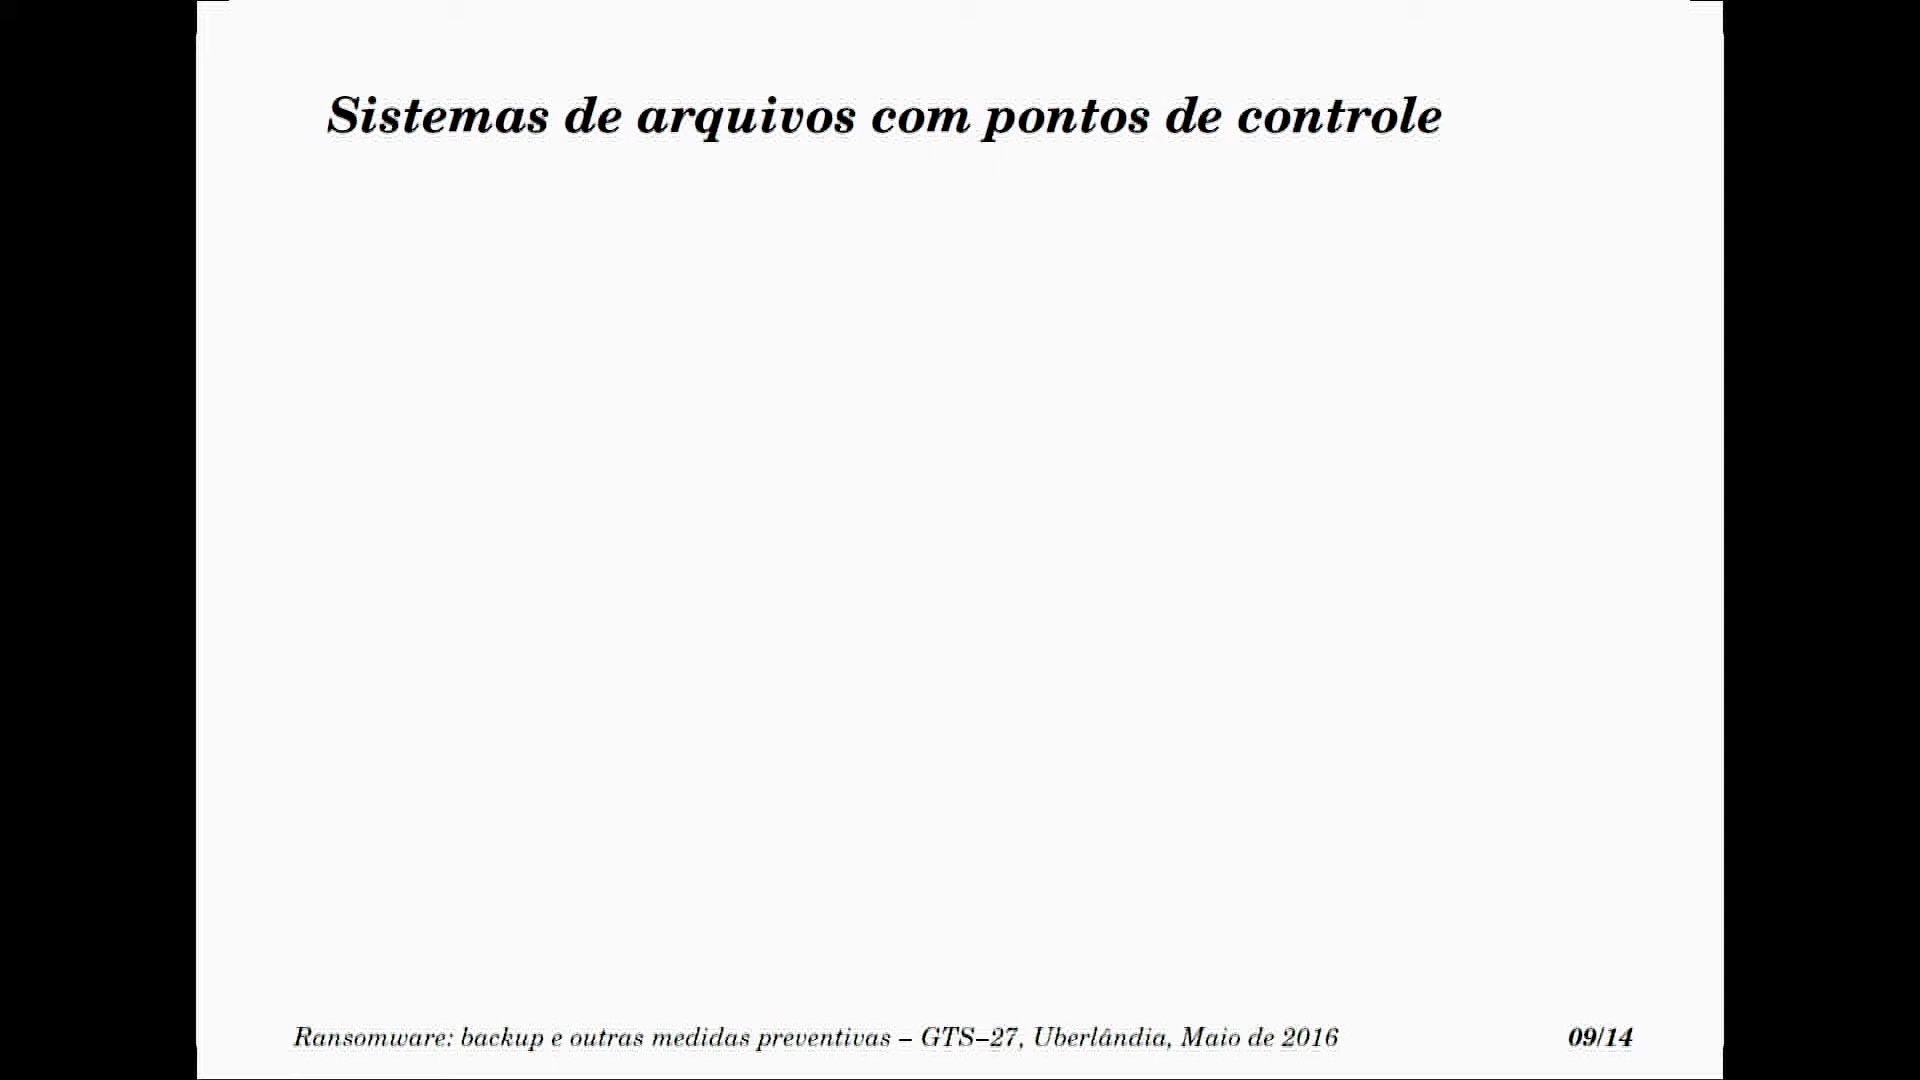 Sistemas de arquivos com pontos de controle
Ransomware: backup e outras medidas preventivas – GTS–27, Uberlândia, Maio de 2016
09/14